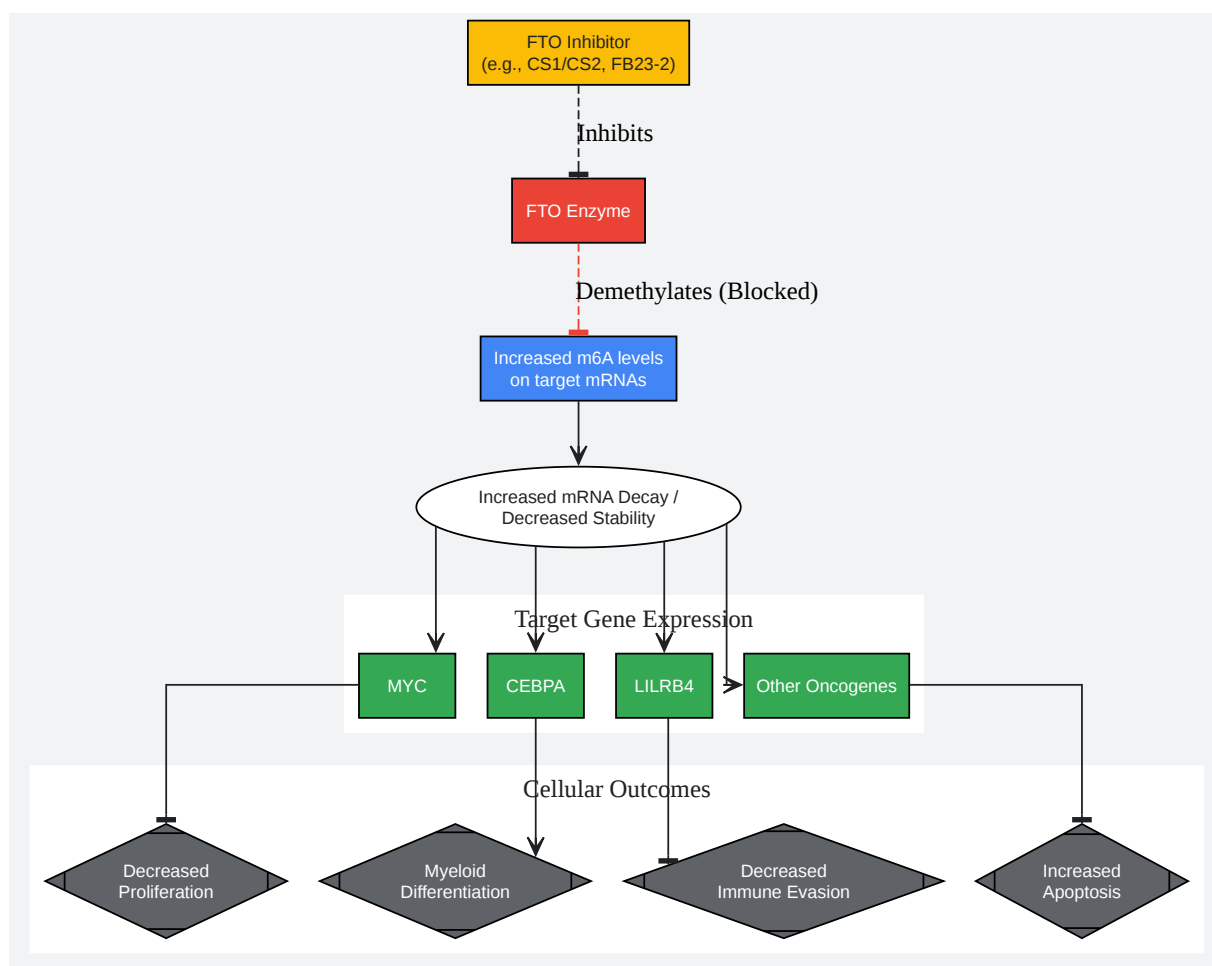 FTO Inhibitor
(e.g., CS1/CS2, FB23-2)
Inhibits
FTO Enzyme
Demethylates (Blocked)
Increased m6A levels
on target mRNAs
Increased mRNA Decay /
Decreased Stability
Target Gene Expression
MYC
CEBPA
LILRB4
Other Oncogenes
Cellular Outcomes
Decreased
Proliferation
Myeloid
Differentiation
Decreased
Immune Evasion
Increased
Apoptosis